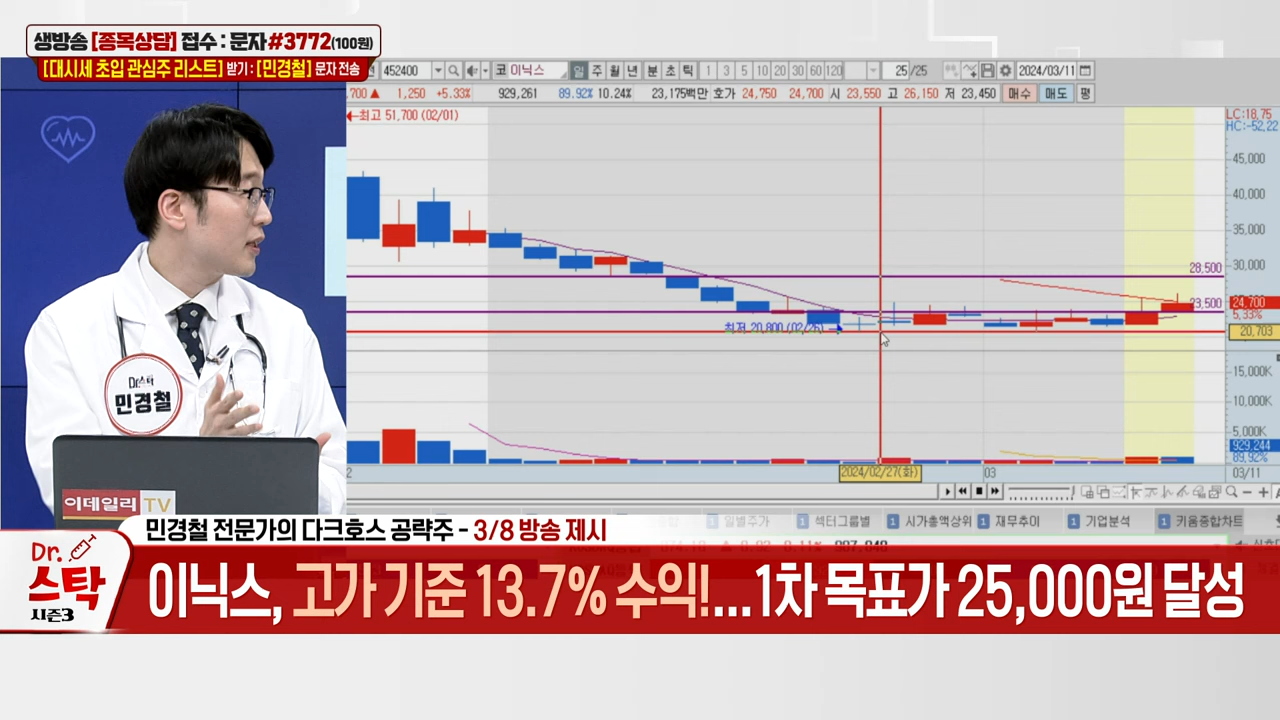 생방송 [종목상담] 접수 : 문자#3772(100원)
[대시세 초입 관심주 리스트] 받기 : [민경철] 문자 전송
452400 코 이닉스 일 주 월 년 분 초 틱 1 3 5 10 20 30 60 120 25 /25 2024/03/11
700 ▲ 1,250 +5.33% 929,261 89.92% 10.24% 23,175백만 호가 24,750 24,700 시 23,550 고 26,150 저 23,450 매수 매도 평
최고 51,700 (02/01)
LC:18,75
HC:-52,22
45,000
40,000
35,000
30,000
28,500
23,500
24,700
5,33%
최저 20,800 (02/26)
20,703
15,000K
10,000K
5,000K
929,244
89,92%
2
2024/02/27(화)
03
03/11
Dr.스탁
민경철
이데일리 TV
일별주가 섹터그룹별 시가총액상위 재무추이 기업분석 키움종합차트
민경철 전문가의 다크호스 공략주 - 3/8 방송 제시
Dr.
스탁
시즌3
이닉스, 고가 기준 13.7% 수익!...1차 목표가 25,000원 달성